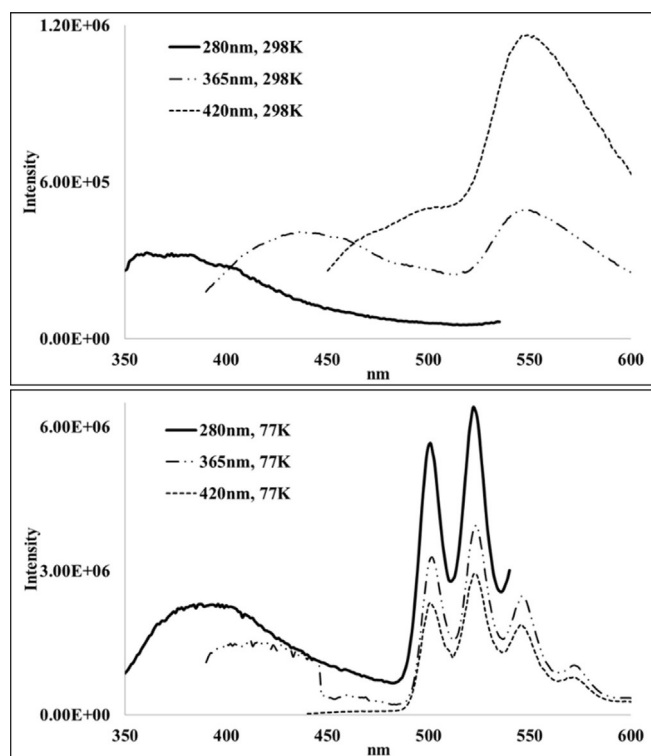 1.20E+06
280nm, 298K
365nm, 298K
420nm, 298K
Intensity
6.00E+05
0.00E+00
350 400 450 500 550 600
nm
6.00E+06
280nm, 77K
365nm, 77K
420nm, 77K
Intensity
3.00E+06
0.00E+00
350 400 450 500 550 600
nm